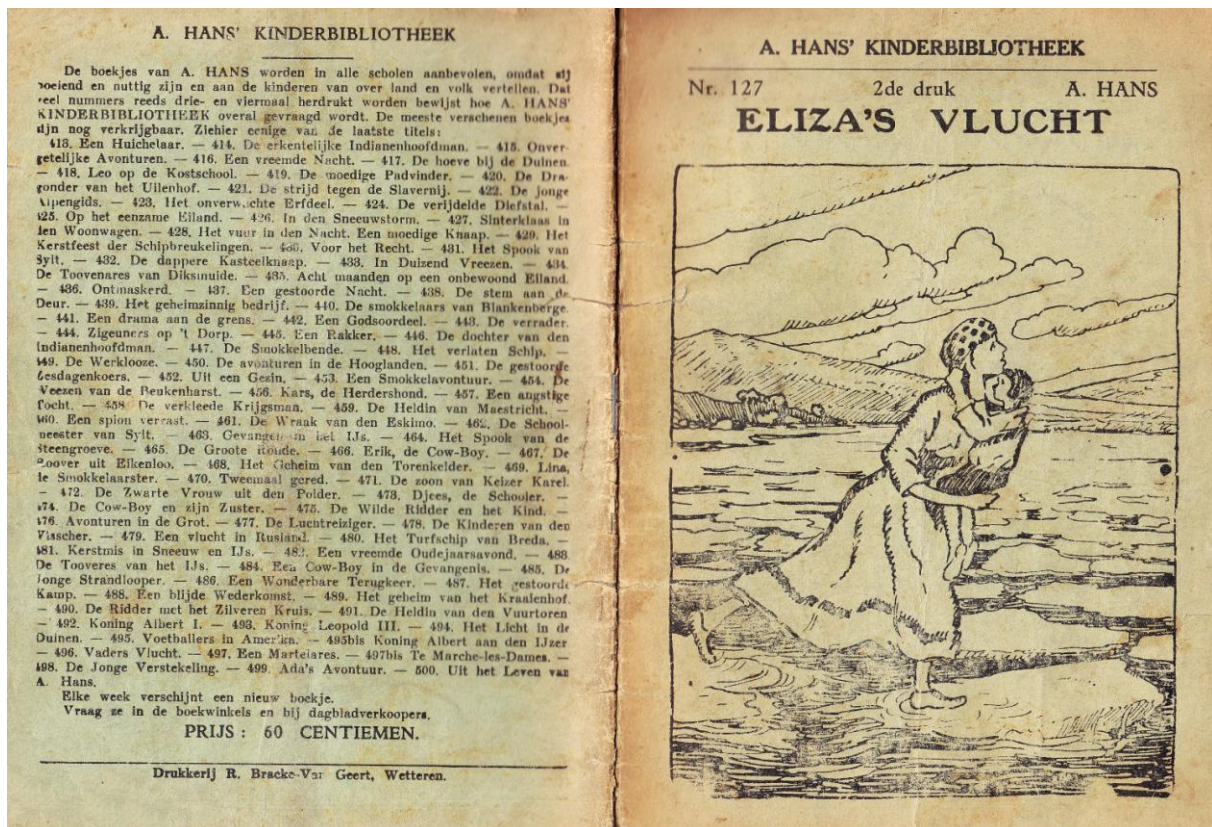 A. HANS' KINDERBIBLIOTHEEK
De boekjes van A. HANS worden in alle scholen aanbevolen, omdat zij
boeiend en nuttig zijn en aan de kinderen van over land en volk vertellen. Dat
veel nummers reeds drie- en viermaal herdrukt worden bewijst hoe A. HANS'
KINDERBIBLIOTHEEK overal gevraagd wordt. De meeste verschenen boekjes
zijn nog verkrijgbaar. Ziehier eenige van de laatste titels:
413. Een Huichelaar. — 414. De erkentelijke Indianenhoofdman. — 415. Onver-
getelijke Avonturen. — 416. Een vreemde Nacht. — 417. De hoeve bij de Duinen.
— 418. Leo op de Kostschool. — 419. De moedige Padvinder. — 420. De Dra-
gonder van het Uilenhof. — 421. De strijd tegen de Slavernij. — 422. De jonge
Alpengids. — 423. Het onverwachte Erfdeel. — 424. De verijdelde Diefstal. —
425. Op het eenzame Eiland. — 426. In den Sneeuwstorm. — 427. Sinterklaas in
den Woonwagen. — 428. Het vuur in den Nacht. Een moedige Knaap. — 429. Het
Kerstfeest der Schipbreukelingen. — 430. Voor het Recht. — 431. Het Spook van
Sylt. — 432. De dappere Kasteelknaap. — 433. In Duizend Vreezen. — 434.
De Toovenares van Diksmuide. — 435. Acht maanden op een onbewoond Eiland.
— 436. Ontmaskerd. — 437. Een gestoorde Nacht. — 438. De stem aan de
Deur. — 439. Het geheimzinnig bedrijf. — 440. De smokkelaars van Blankenberge.
— 441. Een drama aan de grens. — 442. Een Godsoordeel. — 443. De verrader.
— 444. Zigeuners op 't Dorp. — 445. Een Rakker. — 446. De dochter van den
Indianenhoofdman. — 447. De Smokkelbende. — 448. Het verlaten Schip. —
449. De Werklooze. — 450. De avonturen in de Hooglanden. — 451. De gestoorde
Zesdagenkoers. — 452. Uit een Gezin. — 453. Een Smokkelavontuur. — 454. De
Weezen van de Beukenharst. — 456. Kars, de Herdershond. — 457. Een angstige
Tocht. — 458 De verkleede Krijgsman. — 459. De Heldin van Maestricht. —
460. Een spion verrast. — 461. De Wraak van den Eskimo. — 462. De School-
meester van Sylt. — 463. Gevangen in het IJs. — 464. Het Spook van de
Steengroeve. — 465. De Groote Ronde. — 466. Erik, de Cow-Boy. — 467. De
Roover uit Eikenloo. — 468. Het Geheim van den Torenkelder. — 469. Lina,
de Smokkelaarster. — 470. Tweemaal gered. — 471. De zoon van Keizer Karel.
— 472. De Zwarte Vrouw uit den Polder. — 473. Djees, de Schooier. —
474. De Cow-Boy en zijn Zuster. — 475. De Wilde Ridder en het Kind. —
476. Avonturen in de Grot. — 477. De Luchtreiziger. — 478. De Kinderen van den
Visscher. — 479. Een vlucht in Rusland. — 480. Het Turfschip van Breda. —
481. Kerstmis in Sneeuw en IJs. — 482. Een vreemde Oudejaarsavond. — 483.
De Tooveres van het IJs. — 484. Een Cow-Boy in de Gevangenis. — 485. De
Jonge Strandlooper. — 486. Een Wonderbare Terugkeer. — 487. Het gestoorde
Kamp. — 488. Een blijde Wederkomst. — 489. Het geheim van het Kraalenhof.
— 490. De Ridder met het Zilveren Kruis. — 491. De Heldin van den Vuurtoren
— 492. Koning Albert I. — 493. Koning Leopold III. — 494. Het Licht in de
Duinen. — 495. Voetballers in Amerika. — 495bis Koning Albert aan den IJzer
— 496. Vaders Vlucht. — 497. Een Martelares. — 497bis Te Marche-les-Dames. —
498. De Jonge Verstekeling. — 499. Ada's Avontuur. — 500. Uit het Leven van
A. Hans.
Elke week verschijnt een nieuw boekje.
Vraag ze in de boekwinkels en bij dagbladverkoopers.
PRIJS : 60 CENTIEMEN.
Drukkerij R. Bracke-Van Geert, Wetteren.
A. HANS' KINDERBIBLIOTHEEK
Nr. 127 2de druk A. HANS
ELIZA'S VLUCHT